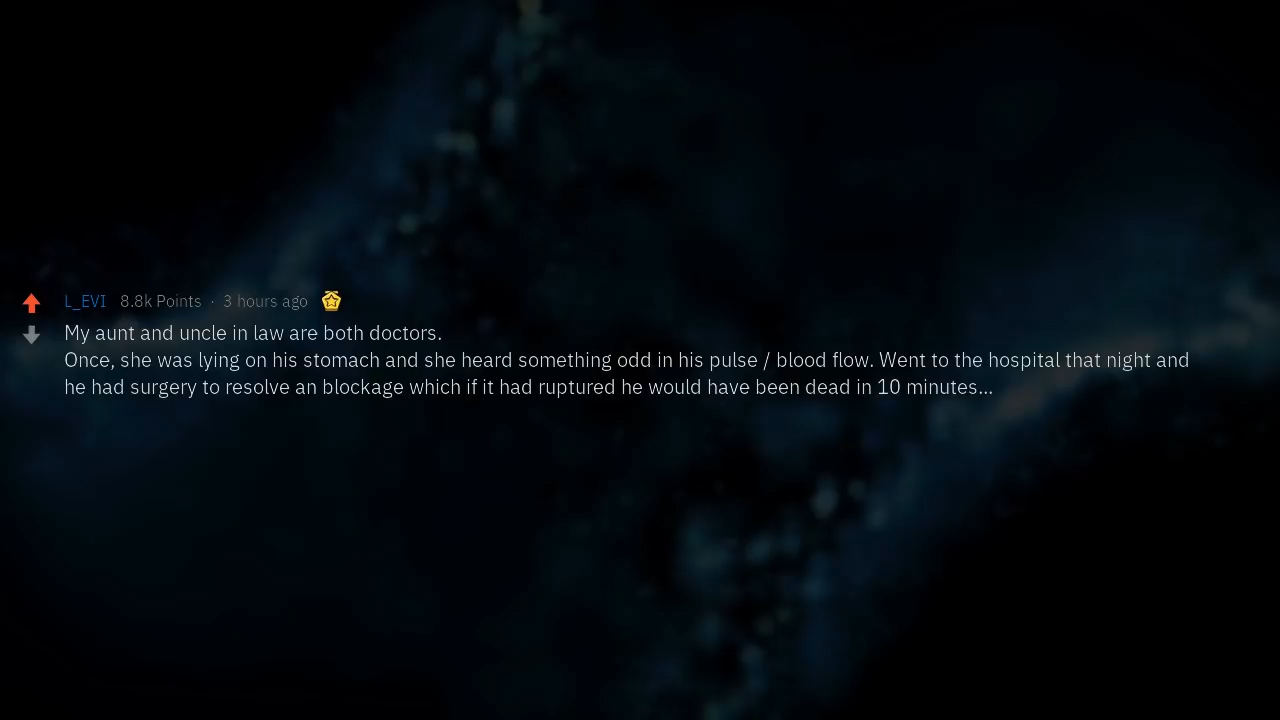 L_EVI 8.8k Points · 3 hours ago
My aunt and uncle in law are both doctors.
Once, she was lying on his stomach and she heard something odd in his pulse / blood flow. Went to the hospital that night and
he had surgery to resolve an blockage which if it had ruptured he would have been dead in 10 minutes...